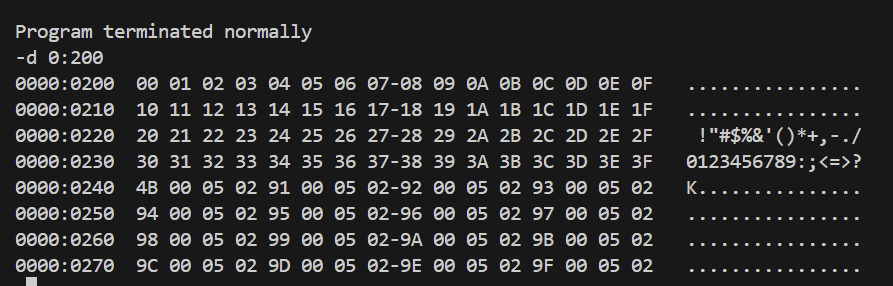 Program terminated normally
-d 0:200
0000:0200  00 01 02 03 04 05 06 07-08 09 0A 0B 0C 0D 0E 0F   ................
0000:0210  10 11 12 13 14 15 16 17-18 19 1A 1B 1C 1D 1E 1F   ................
0000:0220  20 21 22 23 24 25 26 27-28 29 2A 2B 2C 2D 2E 2F    !"#$%&'()*+,-./
0000:0230  30 31 32 33 34 35 36 37-38 39 3A 3B 3C 3D 3E 3F   0123456789:;<=>?
0000:0240  4B 00 05 02 91 00 05 02-92 00 05 02 93 00 05 02   K...............
0000:0250  94 00 05 02 95 00 05 02-96 00 05 02 97 00 05 02   ................
0000:0260  98 00 05 02 99 00 05 02-9A 00 05 02 9B 00 05 02   ................
0000:0270  9C 00 05 02 9D 00 05 02-9E 00 05 02 9F 00 05 02   ................